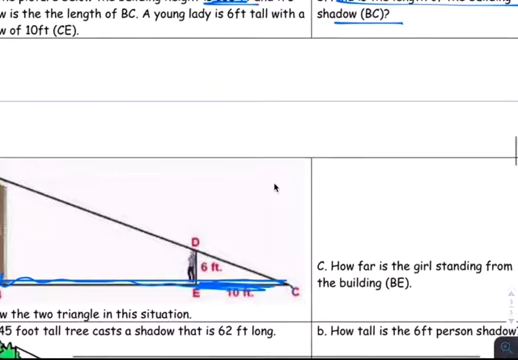 w is the the length of BC. A young lady is 6ft tall with a
w of 10ft (CE).
shadow (BC)?
D
6 ft.
E
10 ft.
C
C. How far is the girl standing from
the building (BE).
w the two triangle in this situation.
45 foot tall tree casts a shadow that is 62 ft long.
b. How tall is the 6ft person shadow?